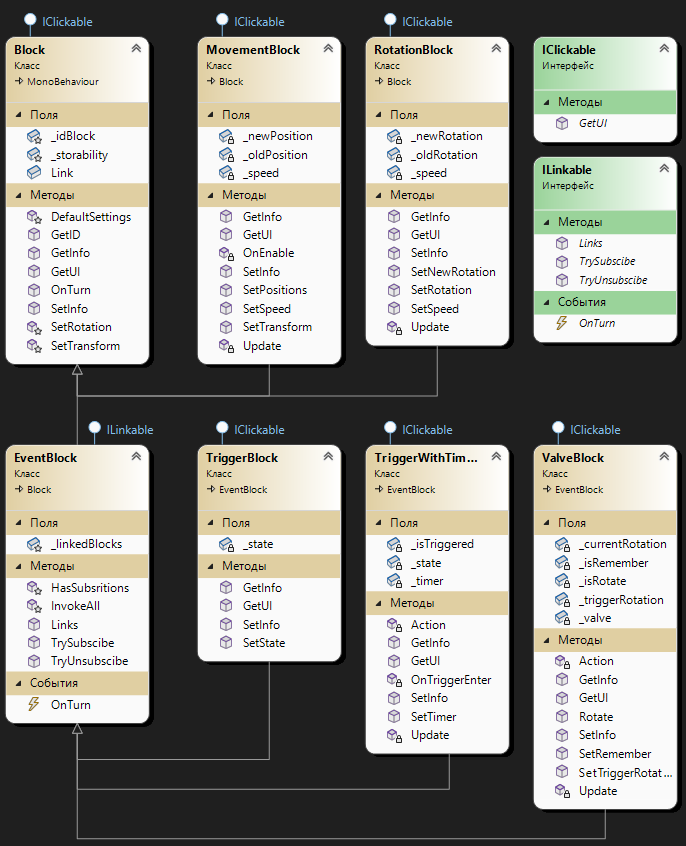 IClickable
Block
Класс
MonoBehaviour
Поля
_idBlock
_storability
Link
Методы
DefaultSettings
GetID
GetInfo
GetUI
OnTurn
SetInfo
SetRotation
SetTransform
IClickable
MovementBlock
Класс
Block
Поля
_newPosition
_oldPosition
_speed
Методы
GetInfo
GetUI
OnEnable
SetInfo
SetPositions
SetSpeed
SetTransform
Update
IClickable
RotationBlock
Класс
Block
Поля
_newRotation
_oldRotation
_speed
Методы
GetInfo
GetUI
SetInfo
SetNewRotation
SetRotation
SetSpeed
Update
IClickable
Интерфейс
Методы
GetUI
ILinkable
Интерфейс
Методы
Links
TrySubscibe
TryUnsubscibe
События
OnTurn
ILinkable
EventBlock
Класс
Block
Поля
_linkedBlocks
Методы
HasSubsritions
InvokeAll
Links
TrySubscibe
TryUnsubscibe
События
OnTurn
IClickable
TriggerBlock
Класс
EventBlock
Поля
_state
Методы
GetInfo
GetUI
SetInfo
SetState
IClickable
TriggerWithTim...
Класс
EventBlock
Поля
_isTriggered
_state
_timer
Методы
Action
GetInfo
GetUI
OnTriggerEnter
SetInfo
SetTimer
Update
IClickable
ValveBlock
Класс
EventBlock
Поля
_currentRotation
_isRemember
_isRotate
_triggerRotation
_valve
Методы
Action
GetInfo
GetUI
Rotate
SetInfo
SetRemember
SetTriggerRotat...
Update